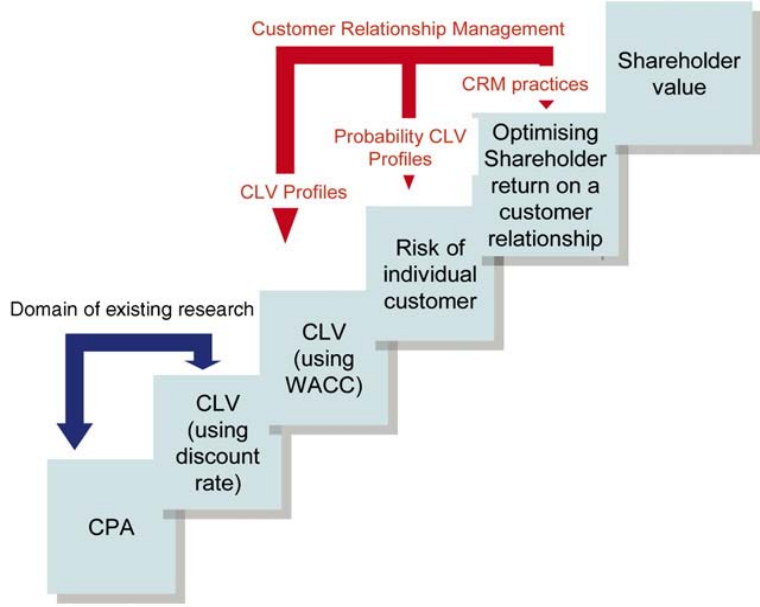 Customer Relationship Management
Shareholder
value
CRM practices
Probability CLV
Profiles
Optimising
Shareholder
return on a
customer
relationship
CLV Profiles
Risk of
individual
customer
Domain of existing research
CLV
(using
WACC)
CLV
(using
discount
rate)
CPA